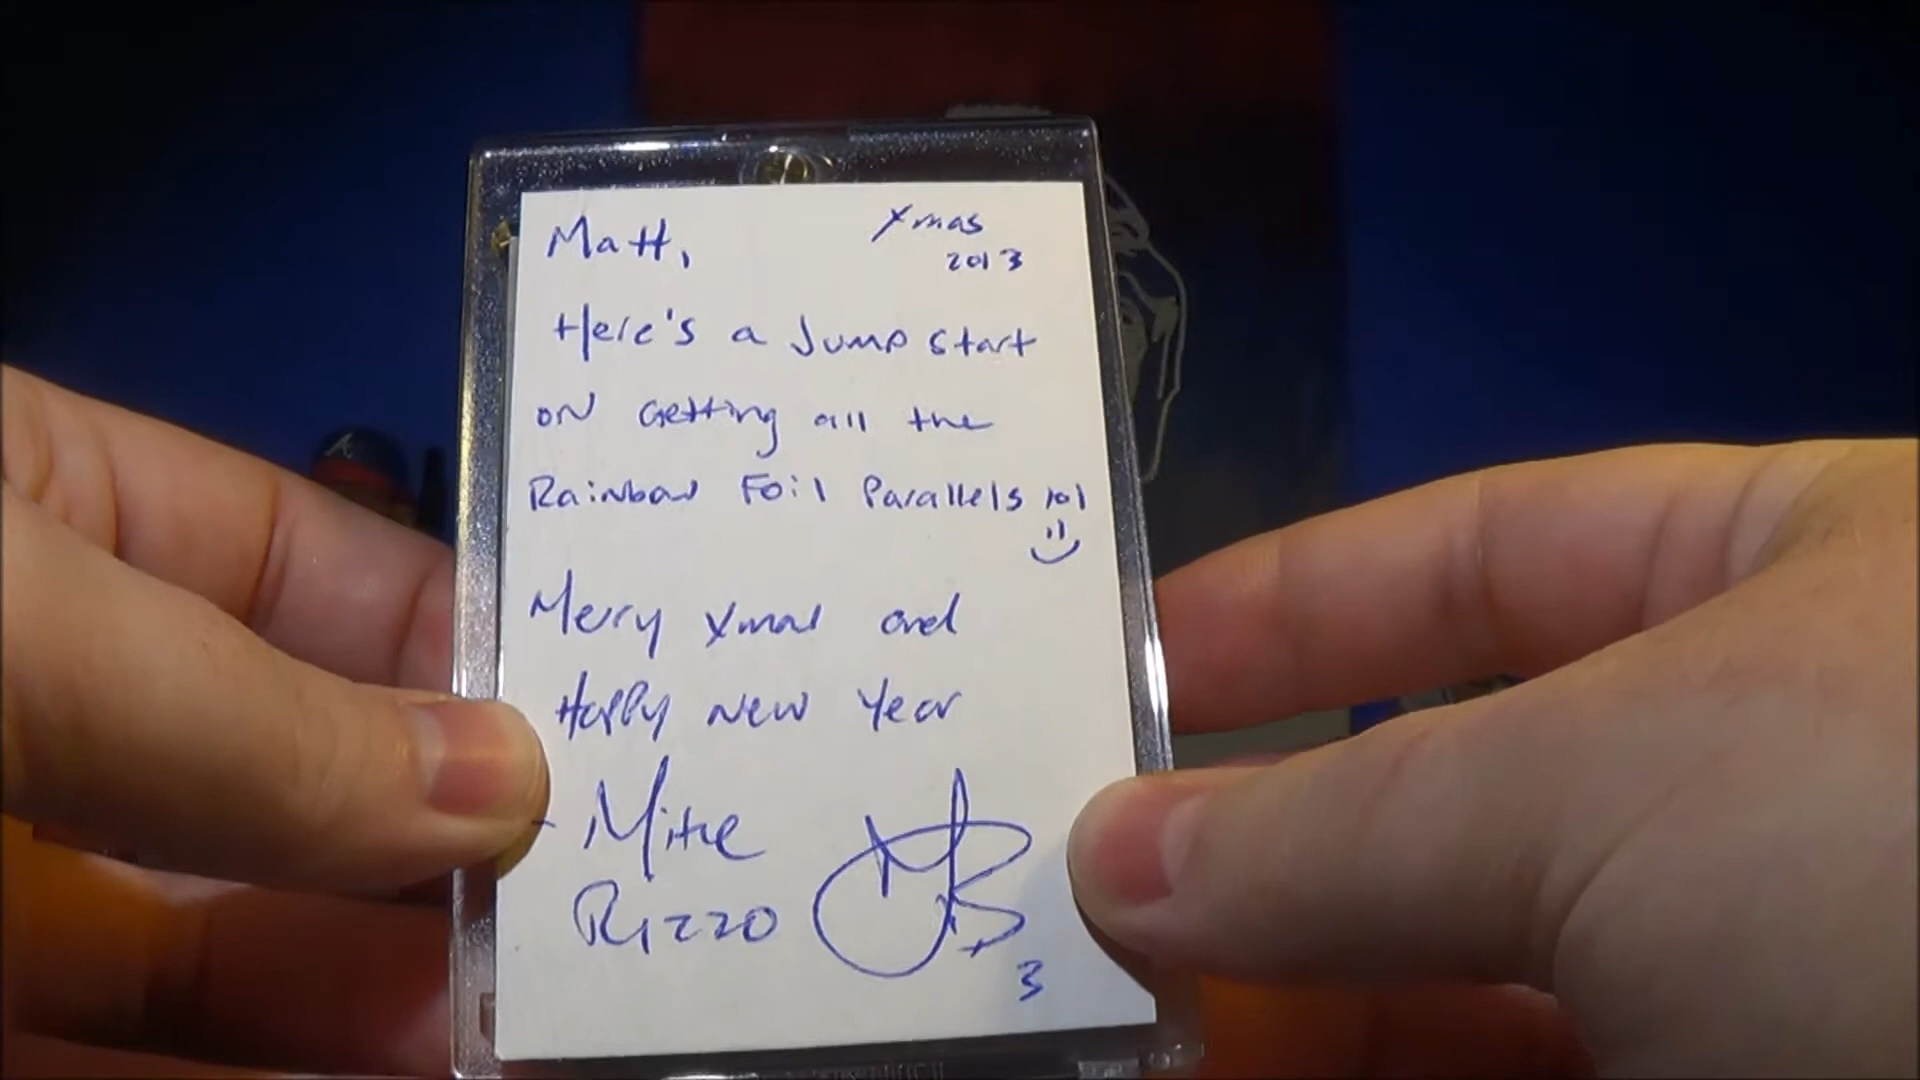 Matt,
Xmas
2013
Here's a Jump start
on Getting all the
Rainbow Foil Parallels lol
Merry Xmas and
Happy New Year
- Mike
Rizzo
3